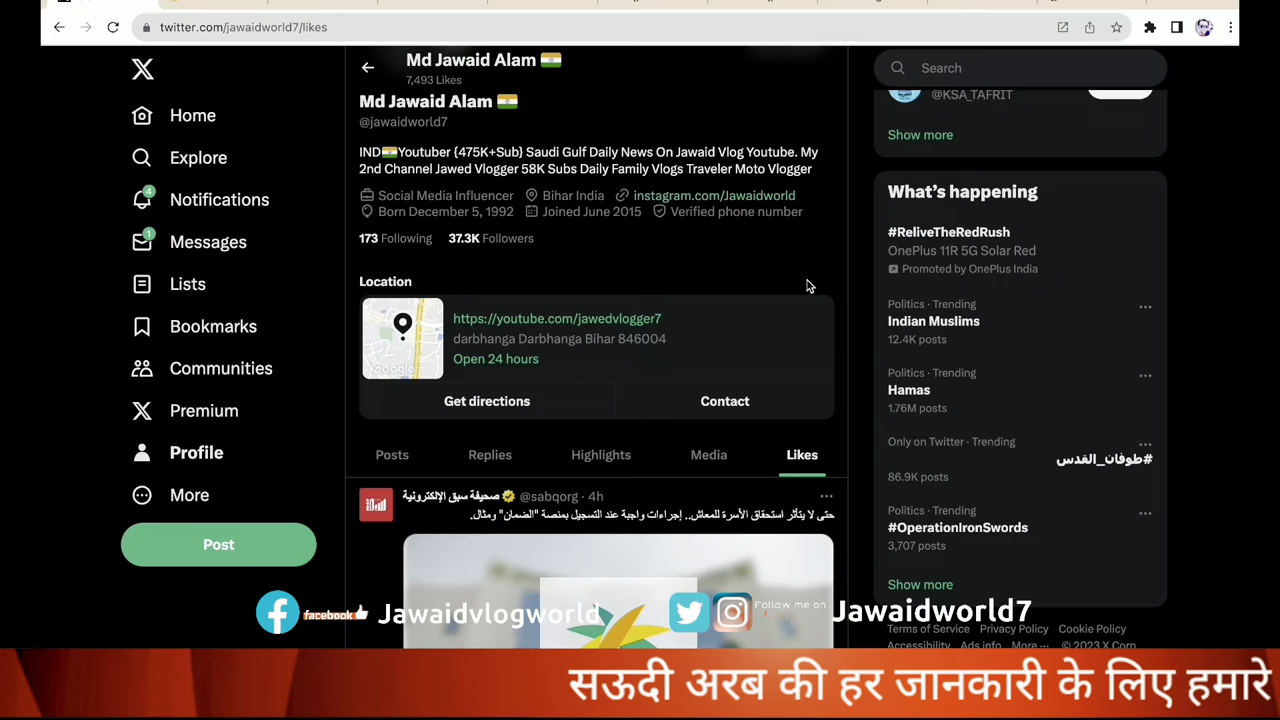 twitter.com/jawaidworld7/likes
Home
Explore
4
Notifications
1
Messages
Lists
Bookmarks
Communities
Premium
Profile
More
Post
Md Jawaid Alam 🇮🇳
7,493 Likes
Md Jawaid Alam 🇮🇳
@jawaidworld7
IND🇮🇳Youtuber {475K+Sub} Saudi Gulf Daily News On Jawaid Vlog Youtube. My
2nd Channel Jawed Vlogger 58K Subs Daily Family Vlogs Traveler Moto Vlogger
Social Media Influencer Bihar India instagram.com/Jawaidworld
Born December 5, 1992 Joined June 2015 Verified phone number
173 Following 37.3K Followers
Location
https://youtube.com/jawedvlogger7
darbhanga Darbhanga Bihar 846004
Open 24 hours
Google
Get directions Contact
Posts Replies Highlights Media Likes
صحيفة سبق الإلكترونية @sabqorg · 4h
حتى لا يتأثر استحقاق الأسرة للمعاش.. إجراءات واجبة عند التسجيل بمنصة "الضمان" ومثال.
Search
@KSA_TAFRIT
Show more
What's happening
#ReliveTheRedRush
OnePlus 11R 5G Solar Red
Promoted by OnePlus India
Politics · Trending
Indian Muslims
12.4K posts
Politics · Trending
Hamas
1.76M posts
Only on Twitter · Trending
#طوفان_القدس
86.9K posts
Politics · Trending
#OperationIronSwords
3,707 posts
Show more
Terms of Service Privacy Policy Cookie Policy
Accessibility Ads info More ··· © 2023 X Corp.
facebook Jawaidvlogworld Follow me on Jawaidworld7
सऊदी अरब की हर जानकारी के लिए हमारे